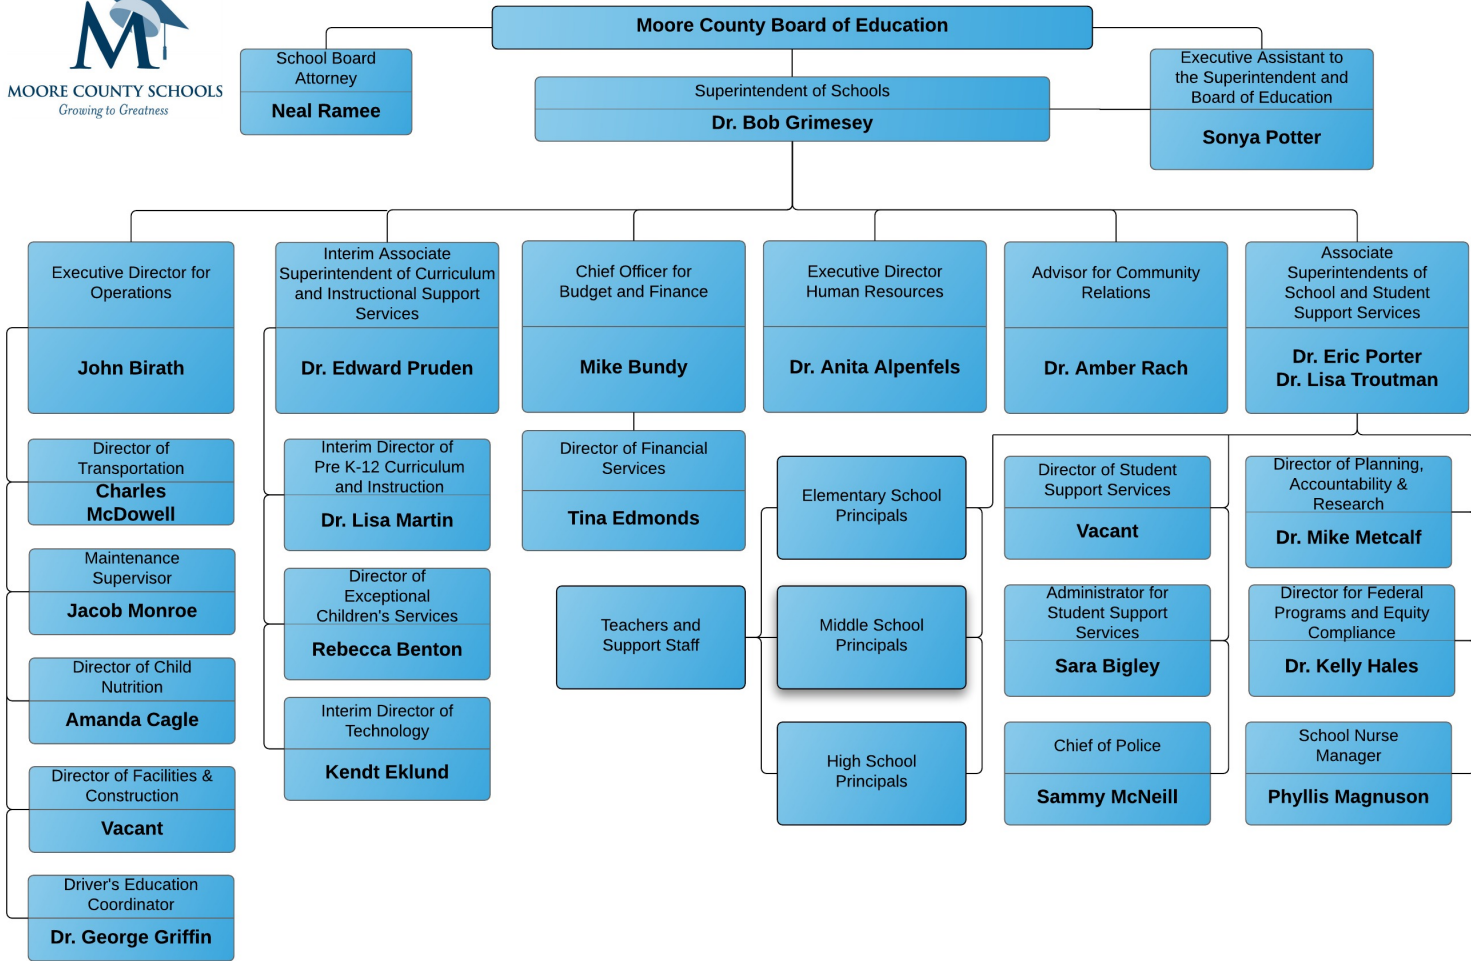 MOORE COUNTY SCHOOLS
Growing to Greatness
Moore County Board of Education
School Board
Attorney
Neal Ramee
Superintendent of Schools
Dr. Bob Grimesey
Executive Assistant to
the Superintendent and
Board of Education
Sonya Potter
Executive Director for
Operations
John Birath
Interim Associate
Superintendent of Curriculum
and Instructional Support
Services
Dr. Edward Pruden
Chief Officer for
Budget and Finance
Mike Bundy
Executive Director
Human Resources
Dr. Anita Alpenfels
Advisor for Community
Relations
Dr. Amber Rach
Associate
Superintendents of
School and Student
Support Services
Dr. Eric Porter
Dr. Lisa Troutman
Director of
Transportation
Charles
McDowell
Maintenance
Supervisor
Jacob Monroe
Director of Child
Nutrition
Amanda Cagle
Director of Facilities &
Construction
Vacant
Driver's Education
Coordinator
Dr. George Griffin
Interim Director of
Pre K-12 Curriculum
and Instruction
Dr. Lisa Martin
Director of
Exceptional
Children's Services
Rebecca Benton
Interim Director of
Technology
Kendt Eklund
Director of Financial
Services
Tina Edmonds
Teachers and
Support Staff
Elementary School
Principals
Middle School
Principals
High School
Principals
Director of Student
Support Services
Vacant
Administrator for
Student Support
Services
Sara Bigley
Chief of Police
Sammy McNeill
Director of Planning,
Accountability &
Research
Dr. Mike Metcalf
Director for Federal
Programs and Equity
Compliance
Dr. Kelly Hales
School Nurse
Manager
Phyllis Magnuson